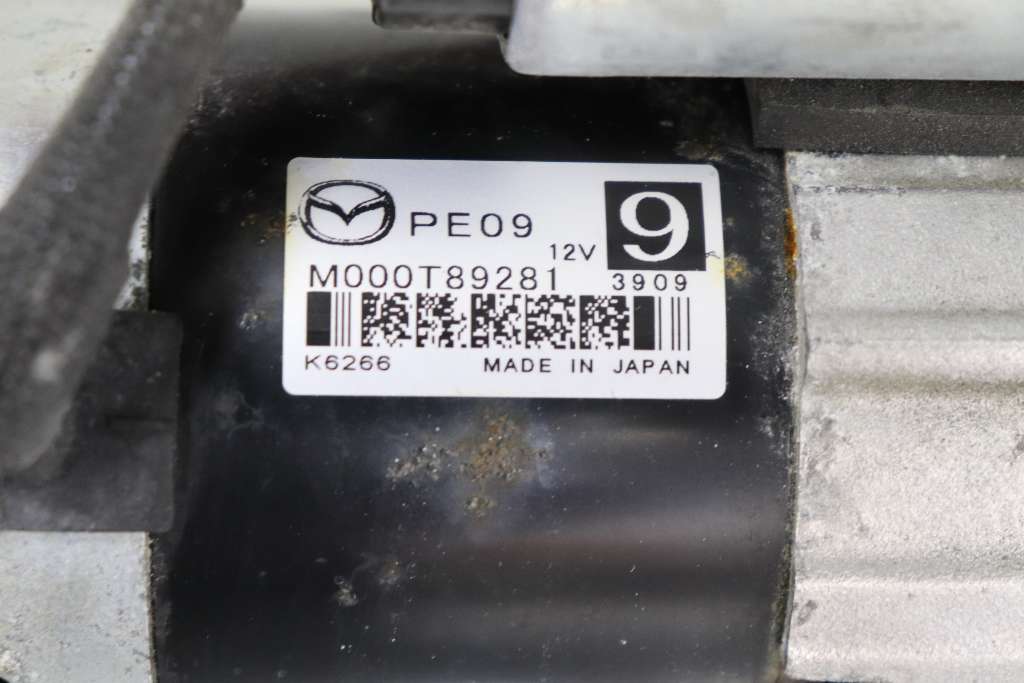 PE09
12V
9
M000T89281
3909
K6266
MADE IN JAPAN